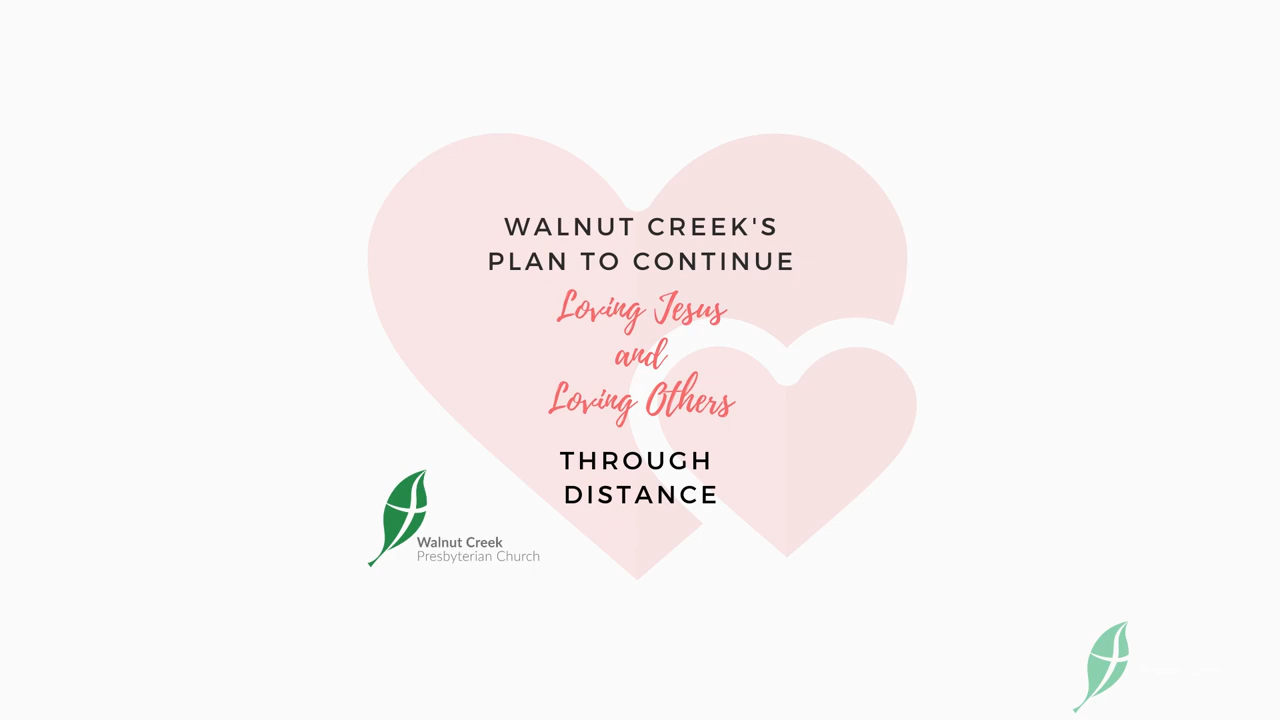 WALNUT CREEK'S
PLAN TO CONTINUE
Loving Jesus
and
Loving Others
THROUGH
DISTANCE
Walnut Creek
Presbyterian Church